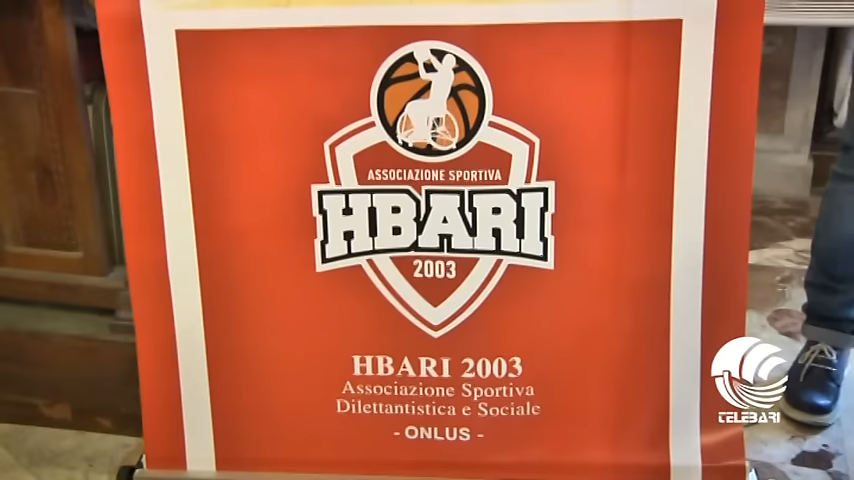 ASSOCIAZIONE SPORTIVA
HBARI
2003
HBARI 2003
Associazione Sportiva
Dilettantistica e Sociale
- ONLUS -
TELEBARI